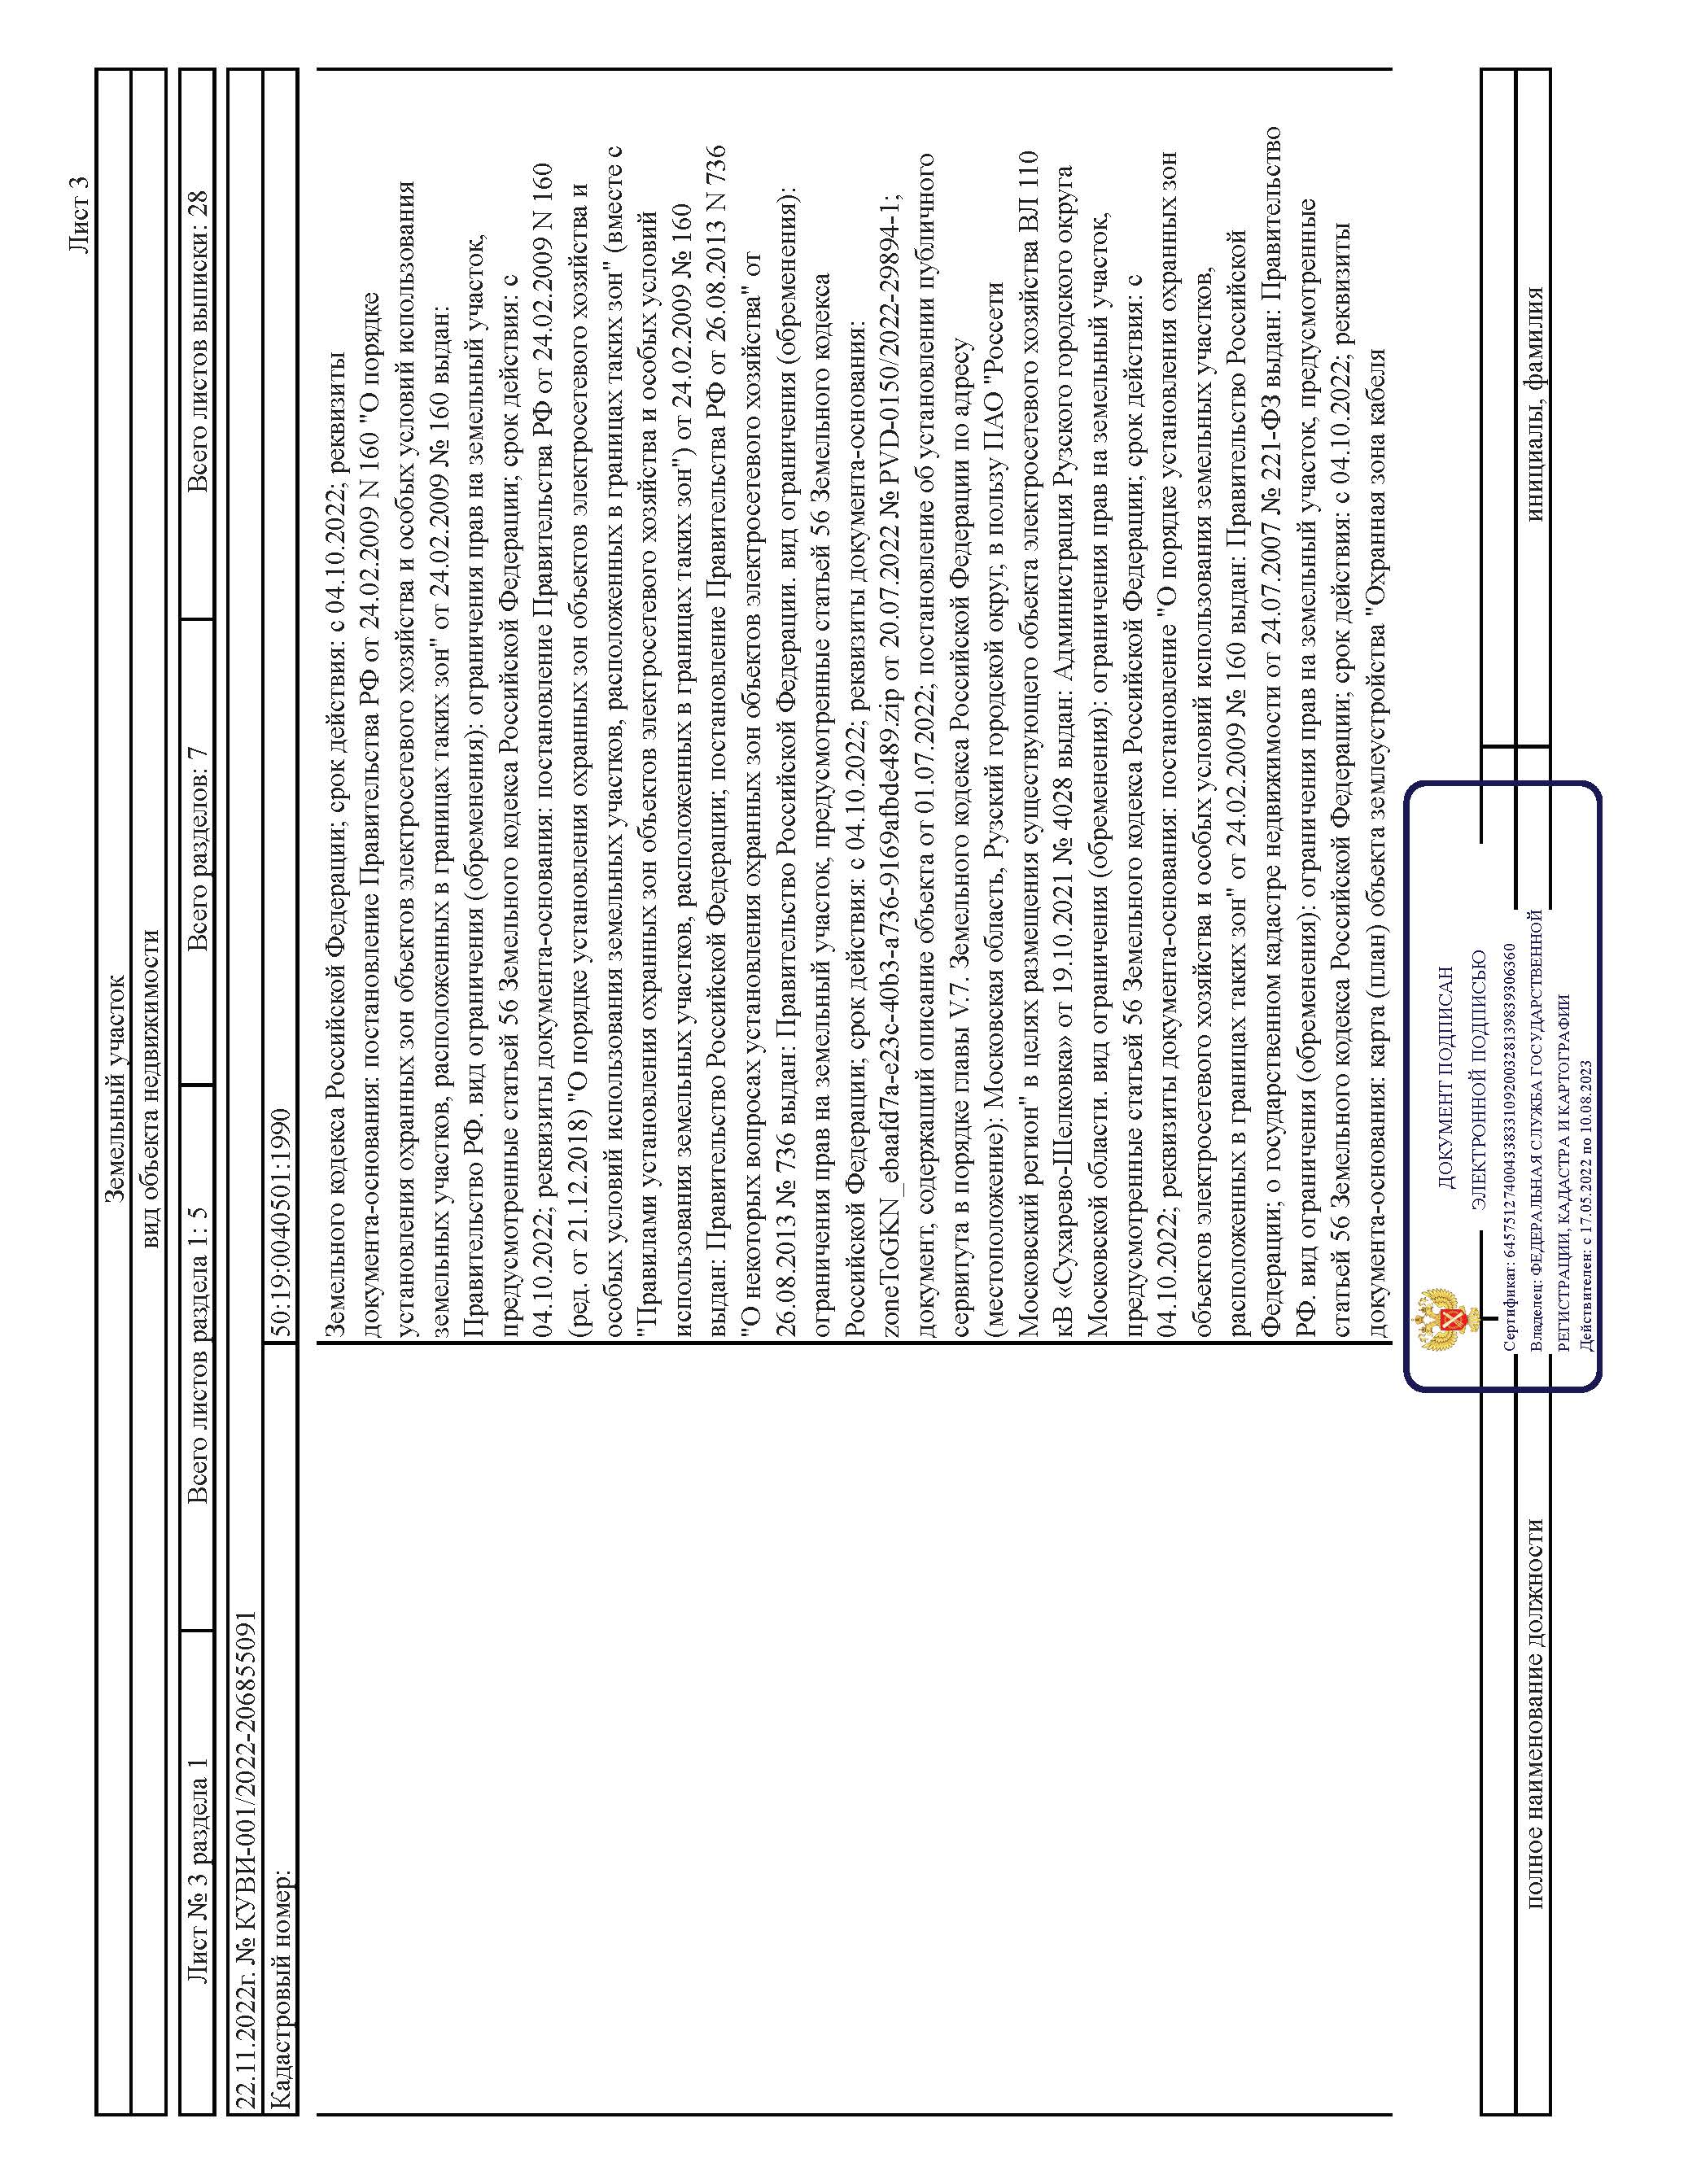 Лист 3
Земельный участок
вид объекта недвижимости
Лист № 3 раздела 1
Всего листов раздела 1: 5
Всего разделов: 7
Всего листов выписки: 28
22.11.2022г. № КУВИ-001/2022-206855091
Кадастровый номер:
50:19:0040501:1990
Земельного кодекса Российской Федерации; срок действия: с 04.10.2022; реквизиты
документа-основания: постановление Правительства РФ от 24.02.2009 N 160 "О порядке
установления охранных зон объектов электросетевого хозяйства и особых условий использования
земельных участков, расположенных в границах таких зон" от 24.02.2009 № 160 выдан:
Правительство РФ. вид ограничения (обременения): ограничения прав на земельный участок,
предусмотренные статьей 56 Земельного кодекса Российской Федерации; срок действия: с
04.10.2022; реквизиты документа-основания: постановление Правительства РФ от 24.02.2009 N 160
(ред. от 21.12.2018) "О порядке установления охранных зон объектов электросетевого хозяйства и
особых условий использования земельных участков, расположенных в границах таких зон" (вместе с
"Правилами установления охранных зон объектов электросетевого хозяйства и особых условий
использования земельных участков, расположенных в границах таких зон") от 24.02.2009 № 160
выдан: Правительство Российской Федерации; постановление Правительства РФ от 26.08.2013 N 736
"О некоторых вопросах установления охранных зон объектов электросетевого хозяйства" от
26.08.2013 № 736 выдан: Правительство Российской Федерации. вид ограничения (обременения):
ограничения прав на земельный участок, предусмотренные статьей 56 Земельного кодекса
Российской Федерации; срок действия: с 04.10.2022; реквизиты документа-основания:
zoneToGKN_ebaafd7a-e23c-40b3-a736-9169afbde489.zip от 20.07.2022 № PVD-0150/2022-29894-1;
документ, содержащий описание объекта от 01.07.2022; постановление об установлении публичного
сервитута в порядке главы V.7. Земельного кодекса Российской Федерации по адресу
(местоположение): Московская область, Рузский городской округ, в пользу ПАО "Россети
Московский регион" в целях размещения существующего объекта электросетевого хозяйства ВЛ 110
кВ «Сухарево-Шелковка» от 19.10.2021 № 4028 выдан: Администрация Рузского городского округа
Московской области. вид ограничения (обременения): ограничения прав на земельный участок,
предусмотренные статьей 56 Земельного кодекса Российской Федерации; срок действия: с
04.10.2022; реквизиты документа-основания: постановление "О порядке установления охранных зон
объектов электросетевого хозяйства и особых условий использования земельных участков,
расположенных в границах таких зон" от 24.02.2009 № 160 выдан: Правительство Российской
Федерации; о государственном кадастре недвижимости от 24.07.2007 № 221-ФЗ выдан: Правительство
РФ. вид ограничения (обременения): ограничения прав на земельный участок, предусмотренные
статьей 56 Земельного кодекса Российской Федерации; срок действия: с 04.10.2022; реквизиты
документа-основания: карта (план) объекта землеустройства "Охранная зона кабеля
ДОКУМЕНТ ПОДПИСАН
ЭЛЕКТРОННОЙ ПОДПИСЬЮ
Сертификат: 64575127400433833109200328139839306360
Владелец: ФЕДЕРАЛЬНАЯ СЛУЖБА ГОСУДАРСТВЕННОЙ
РЕГИСТРАЦИИ, КАДАСТРА И КАРТОГРАФИИ
Действителен: с 17.05.2022 по 10.08.2023
полное наименование должности
инициалы, фамилия